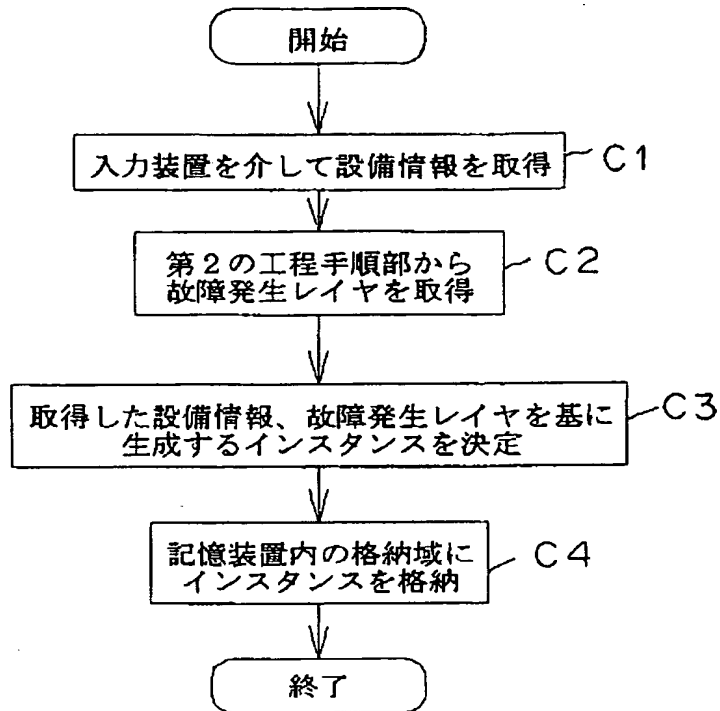 開始
入力装置を介して設備情報を取得
C1
第2の工程手順部から
故障発生レイヤを取得
C2
取得した設備情報、故障発生レイヤを基に
生成するインスタンスを決定
C3
記憶装置内の格納域に
インスタンスを格納
C4
終了